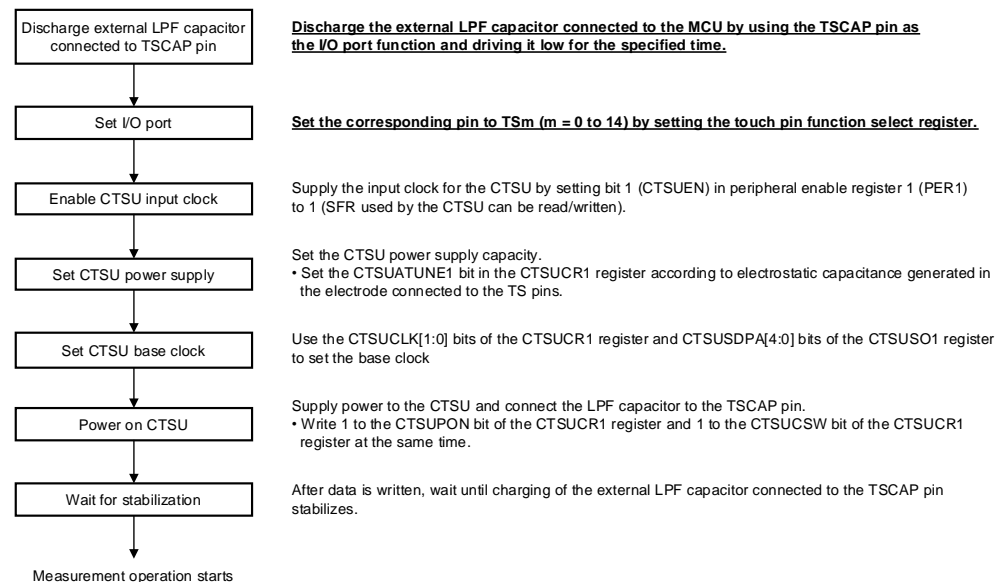 Discharge external LPF capacitor
connected to TSCAP pin
Discharge the external LPF capacitor connected to the MCU by using the TSCAP pin as
the I/O port function and driving it low for the specified time.
Set I/O port
Set the corresponding pin to TSm (m = 0 to 14) by setting the touch pin function select register.
Enable CTSU input clock
Supply the input clock for the CTSU by setting bit 1 (CTSUEN) in peripheral enable register 1 (PER1)
to 1 (SFR used by the CTSU can be read/written).
Set CTSU power supply
Set the CTSU power supply capacity.
• Set the CTSUATUNE1 bit in the CTSUCR1 register according to electrostatic capacitance generated in
the electrode connected to the TS pins.
Set CTSU base clock
Use the CTSUCLK[1:0] bits of the CTSUCR1 register and CTSUSDPA[4:0] bits of the CTSUSO1 register
to set the base clock
Power on CTSU
Supply power to the CTSU and connect the LPF capacitor to the TSCAP pin.
• Write 1 to the CTSUPON bit of the CTSUCR1 register and 1 to the CTSUCSW bit of the CTSUCR1
register at the same time.
Wait for stabilization
After data is written, wait until charging of the external LPF capacitor connected to the TSCAP pin
stabilizes.
Measurement operation starts